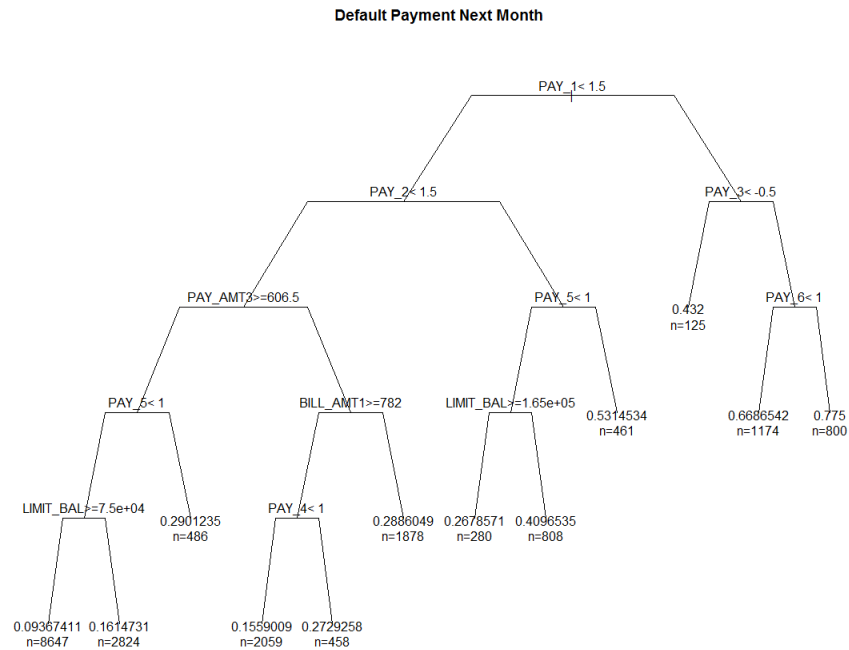 Default Payment Next Month
PAY_1< 1.5
PAY_2< 1.5
PAY_3< -0.5
PAY_AMT3>=606.5
PAY_5< 1
0.432
n=125
PAY_6< 1
PAY_5< 1
BILL_AMT1>=782
LIMIT_BAL>=1.65e+05
0.5314534
n=461
0.6686542
n=1174
0.775
n=800
LIMIT_BAL>=7.5e+04
0.2901235
n=486
PAY_4< 1
0.2886049
n=1878
0.2678571
n=280
0.4096535
n=808
0.09367411
n=8647
0.1614731
n=2824
0.1559009
n=2059
0.2729258
n=458